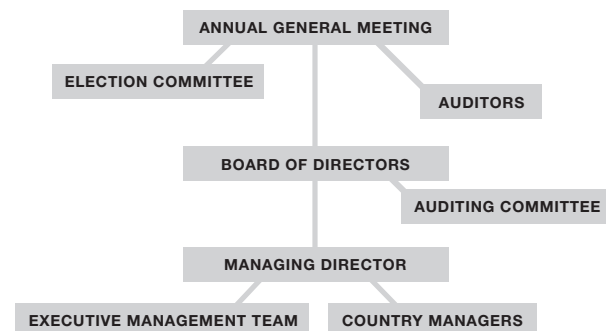 ANNUAL GENERAL MEETING
ELECTION COMMITTEE
AUDITORS
BOARD OF DIRECTORS
AUDITING COMMITTEE
MANAGING DIRECTOR
EXECUTIVE MANAGEMENT TEAM
COUNTRY MANAGERS